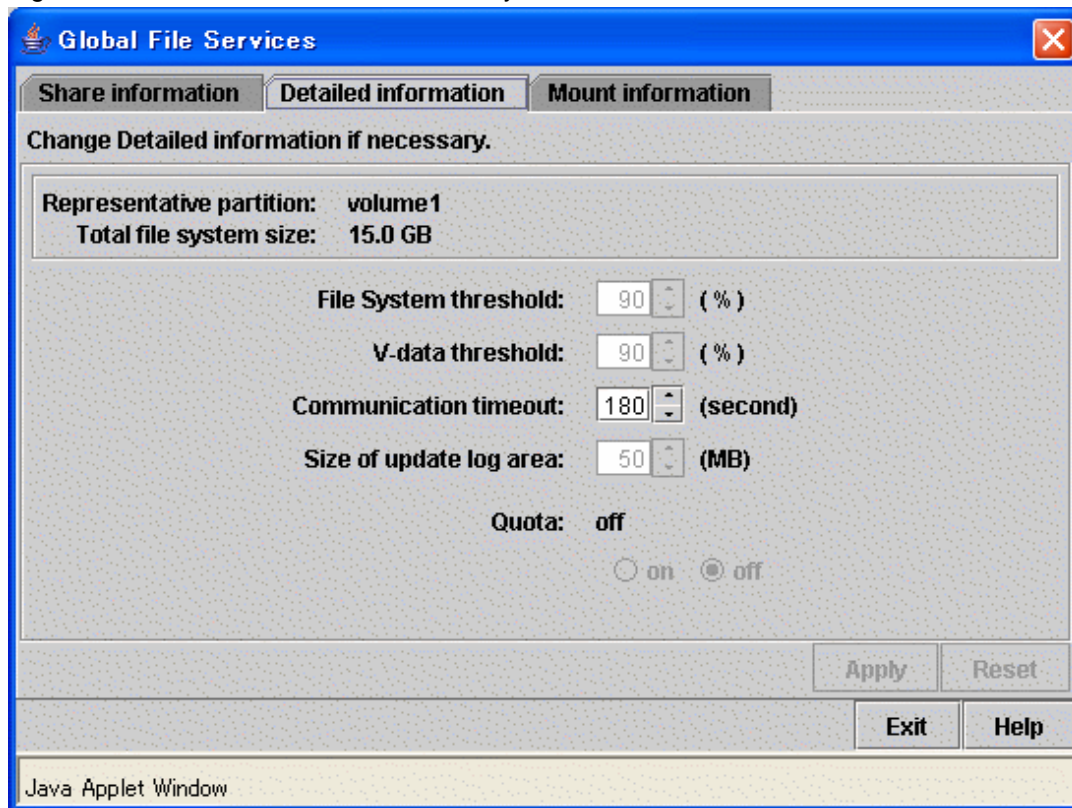 Global File Services
Share information Detailed information Mount information
Change Detailed information if necessary.
Representative partition: volume1
Total file system size: 15.0 GB
File System threshold: 90 ( % )
V-data threshold: 90 ( % )
Communication timeout: 180 (second)
Size of update log area: 50 (MB)
Quota: off
on off
Apply Reset
Exit Help
Java Applet Window